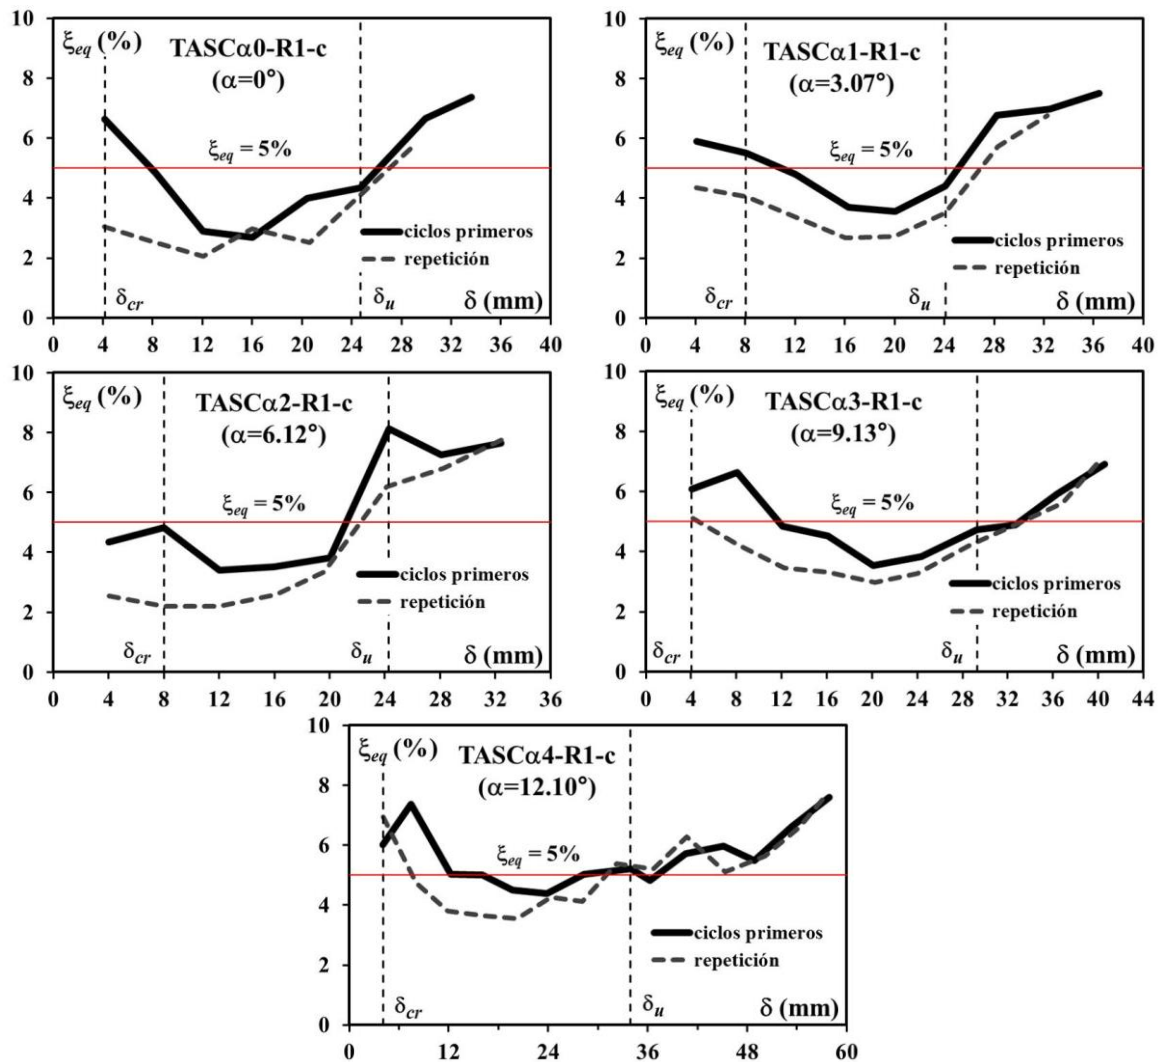 10
8
6
4
2
0
ξeq (%)
TASCα0-R1-c
(α=0°)
ξeq = 5%
ciclos primeros
repetición
δcr
δu
δ (mm)
0 4 8 12 16 20 24 28 32 36 40
10
8
6
4
2
0
ξeq (%)
TASCα1-R1-c
(α=3.07°)
ξeq = 5%
ciclos primeros
repetición
δcr
δu
δ (mm)
0 4 8 12 16 20 24 28 32 36 40
10
8
6
4
2
0
ξeq (%)
TASCα2-R1-c
(α=6.12°)
ξeq = 5%
ciclos primeros
repetición
δcr
δu
δ (mm)
0 4 8 12 16 20 24 28 32 36
10
8
6
4
2
0
ξeq (%)
TASCα3-R1-c
(α=9.13°)
ξeq = 5%
ciclos primeros
repetición
δcr
δu
δ (mm)
0 4 8 12 16 20 24 28 32 36 40 44
10
8
6
4
2
0
ξeq (%)
TASCα4-R1-c
(α=12.10°)
ξeq = 5%
ciclos primeros
repetición
δcr
δu
δ (mm)
0 12 24 36 48 60